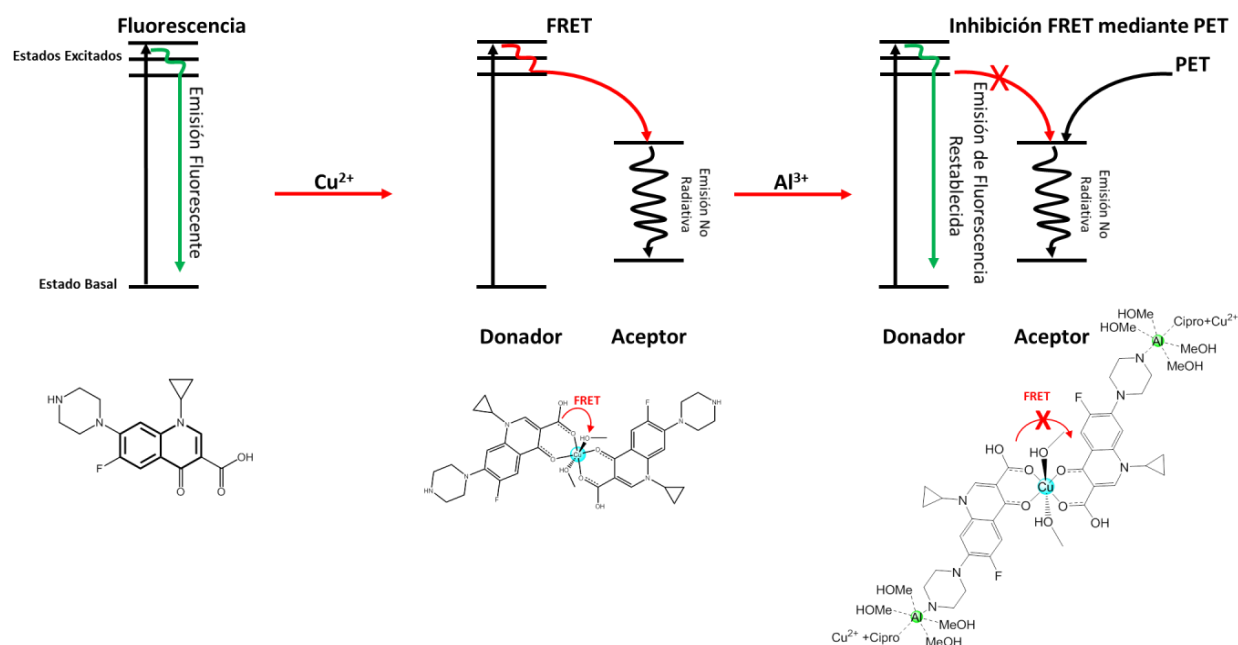 Fluorescencia
FRET
Inhibición FRET mediante PET
Estados Excitados
Emisión Fluorescente
Estado Basal
Cu2+
Emisión No
Radiativa
Al3+
Emisión de Fluorescencia
Restablecida
PET
Emisión No
Radiativa
Donador
Aceptor
Donador
Aceptor
HN
N
N
F
O
O
OH
OH
FRET
F
N
NH
N
N
HN
F
O
O
HO
Cu
HO
O
O
N
OH
HOMe
HOMe
Cipro+Cu2+
Al
MeOH
MeOH
N
N
F
FRET
X
HO
HO
O
O
Cu
O
O
HO
OH
N
N
N
F
N
HOMe
HOMe
Al
N
MeOH
MeOH
Cu2+ +Cipro